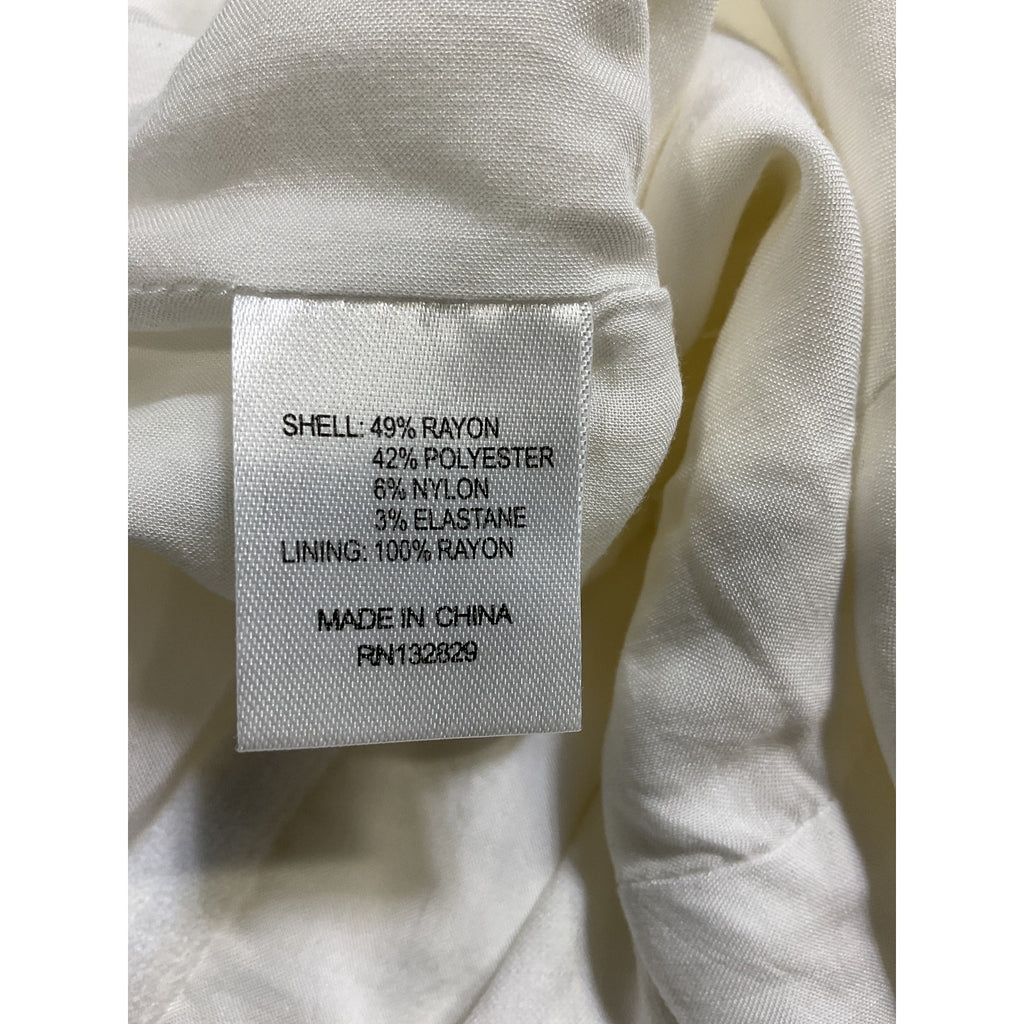 SHELL: 49% RAYON
42% POLYESTER
6% NYLON
3% ELASTANE
LINING: 100% RAYON
MADE IN CHINA
RN132829